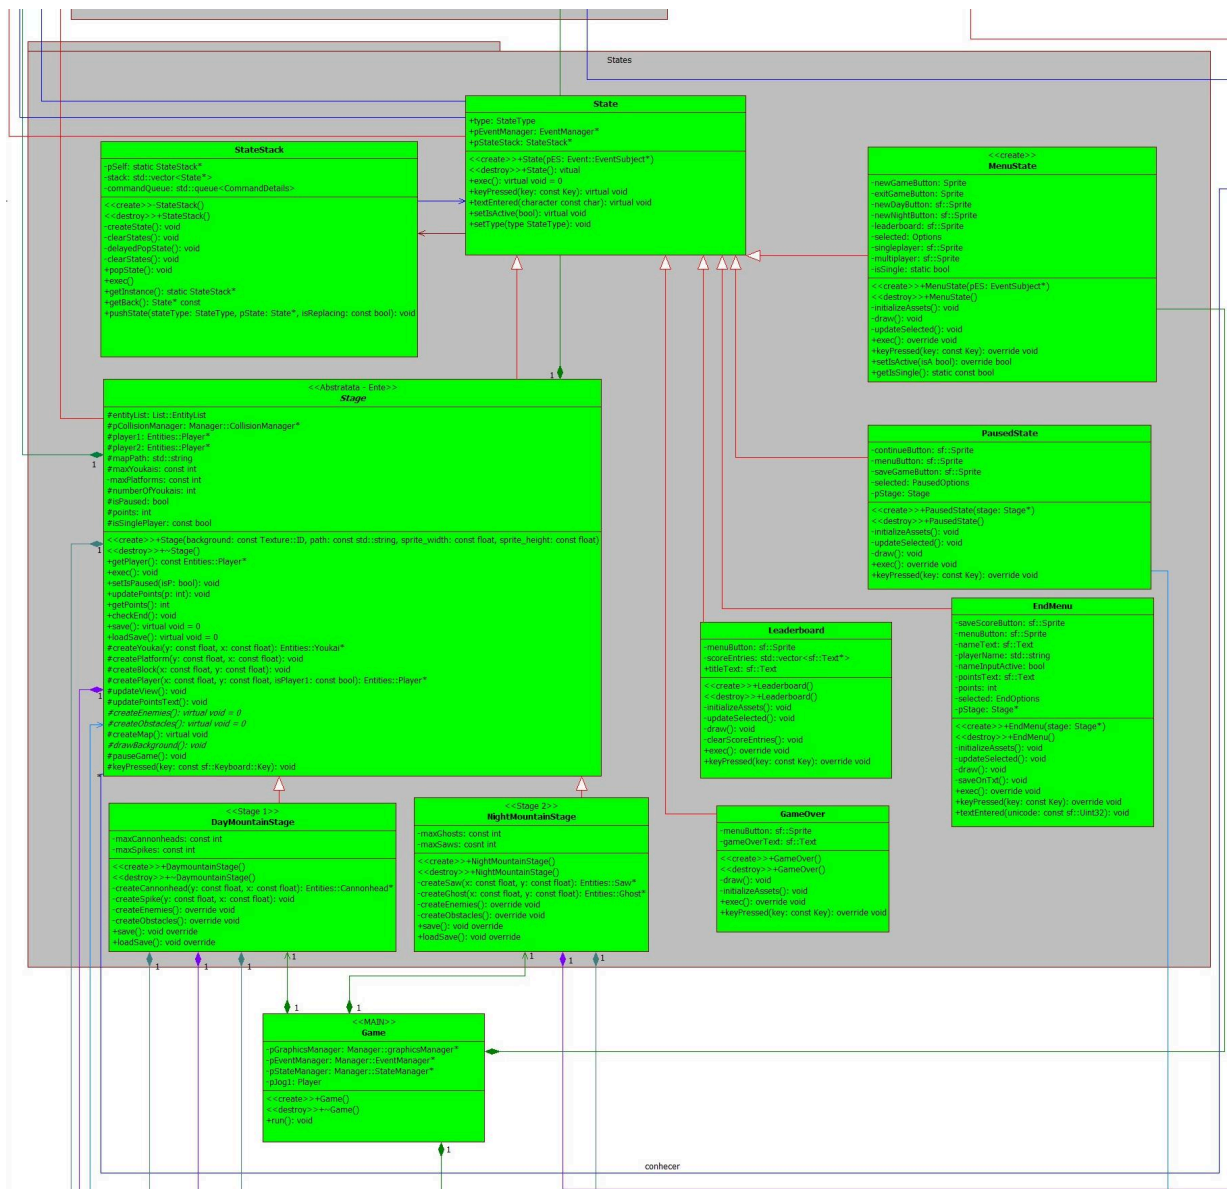 States
State
+type: StateType
+pEventManager: EventManager*
+pStateStack: StateStack*
<<create>>+State(pES: Event::EventSubject*)
<<destroy>>+State(): vitual
+exec(): virtual void = 0
+keyPressed(key: const Key): virtual void
+textEntered(character const char): virtual void
+setIsActive(bool): virtual void
+setType(type StateType): void
StateStack
-pSelf: static StateStack*
-stack: std::vector<State*>
-commandQueue: std::queue<CommandDetails>
<<create>>-StateStack()
<<destroy>>+StateStack()
-createState(): void
-clearStates(): void
-delayedPopState(): void
-clearStates(): void
+popState(): void
+exec()
+getInstance(): static StateStack*
+getBack(): State* const
+pushState(stateType: StateType, pState: State*, isReplacing: const bool): void
<<create>>
MenuState
-newGameButton: Sprite
-exitGameButton: Sprite
-newDayButton: sf::Sprite
-newNightButton: sf::Sprite
-leaderboard: sf::Sprite
-selected: Options
-singleplayer: sf::Sprite
-multiplayer: sf::Sprite
-isSingle: static bool
<<create>>+MenuState(pES: EventSubject*)
<<destroy>>+MenuState()
-initializeAssets(): void
-draw(): void
-updateSelected(): void
+exec(): override void
+keyPressed(key: const Key): override void
+setIsActive(isA bool): override bool
+getIsSingle(): static const bool
1
<<Abstratata - Ente>>
Stage
#entityList: List::EntityList
#pCollisionManager: Manager::CollisionManager*
#player1: Entities::Player*
#player2: Entities::Player*
#mapPath: std::string
#maxYoukais: const int
-maxPlatforms: const int
#numberOfYoukais: int
#isPaused: bool
#points: int
#isSinglePlayer: const bool
<<create>>+Stage(background: const Texture::ID, path: const std::string, sprite_width: const float, sprite_height: const float)
<<destroy>>+~Stage()
+getPlayer(): const Entities::Player*
+exec(): void
+setIsPaused(isP: bool): void
+updatePoints(p: int): void
+getPoints(): int
+checkEnd(): void
+save(): virtual void = 0
+loadSave(): virtual void = 0
#createYoukai(y: const float, x: const float): Entities::Youkai*
#createPlatform(y: const float, x: const float): void
#createBlock(x: const float, y: const float): void
#createPlayer(x: const float, y: const float, isPlayer1: const bool): Entities::Player*
#updateView(): void
#updatePointsText(): void
#createEnemies(): virtual void = 0
#createObstacles(): virtual void = 0
#createMap(): virtual void
#drawBackground(): void
#pauseGame(): void
#keyPressed(key: const sf::Keyboard::Key): void
1
1
1
PausedState
-continueButton: sf::Sprite
-menuButton: sf::Sprite
-saveGameButton: sf::Sprite
-selected: PausedOptions
-pStage: Stage
<<create>>+PausedState(stage: Stage*)
<<destroy>>+PausedState()
-initializeAssets(): void
-updateSelected(): void
-draw(): void
+exec(): override void
+keyPressed(key: const Key): override void
EndMenu
-saveScoreButton: sf::Sprite
-menuButton: sf::Sprite
-nameText: sf::Text
-playerName: std::string
-nameInputActive: bool
-pointsText: sf::Text
-points: int
-selected: EndOptions
-pStage: Stage*
<<create>>+EndMenu(stage: Stage*)
<<destroy>>+EndMenu()
-initializeAssets(): void
-updateSelected(): void
-draw(): void
-saveOnTxt(): void
+exec(): override void
+keyPressed(key: const Key): override void
+textEntered(unicode: const sf::Uint32): void
Leaderboard
-menuButton: sf::Sprite
-scoreEntries: std::vector<sf::Text*>
+titleText: sf::Text
<<create>>+Leaderboard()
<<destroy>>+Leaderboard()
-initializeAssets(): void
-updateSelected(): void
-draw(): void
-clearScoreEntries(): void
+exec(): override void
+keyPressed(key: const Key): override void
GameOver
-menuButton: sf::Sprite
-gameOverText: sf::Text
<<create>>+GameOver()
<<destroy>>+GameOver()
-draw(): void
-initializeAssets(): void
+exec(): override void
+keyPressed(key: const Key): override void
<<Stage 1>>
DayMountainStage
-maxCannonheads: const int
-maxSpikes: const int
<<create>>+DaymountainStage()
<<destroy>>+~DaymountainStage()
-createCannonhead(y: const float, x: const float): Entities::Cannonhead*
-createSpike(y: const float, x: const float): void
-createEnemies(): override void
-createObstacles(): override void
+save(): void override
+loadSave(): void override
<<Stage 2>>
NightMountainStage
-maxGhosts: const int
-maxSaws: cosnt int
<<create>>+NightMountainStage()
<<destroy>>+NightMountainStage()
-createSaw(x: const float, y: const float): Entities::Saw*
-createGhost(x: const float, y: const float): Entities::Ghost*
-createEnemies(): override void
-createObstacles(): override void
+save(): void override
+loadSave(): void override
1
1
1
1
1
1
1
1
1
<<MAIN>>
Game
-pGraphicsManager: Manager::graphicsManager*
-pEventManager: Manager::EventManager*
-pStateManager: Manager::StateManager*
-pJog1: Player
<<create>>+Game()
<<destroy>>+~Game()
+run(): void
1
conhecer